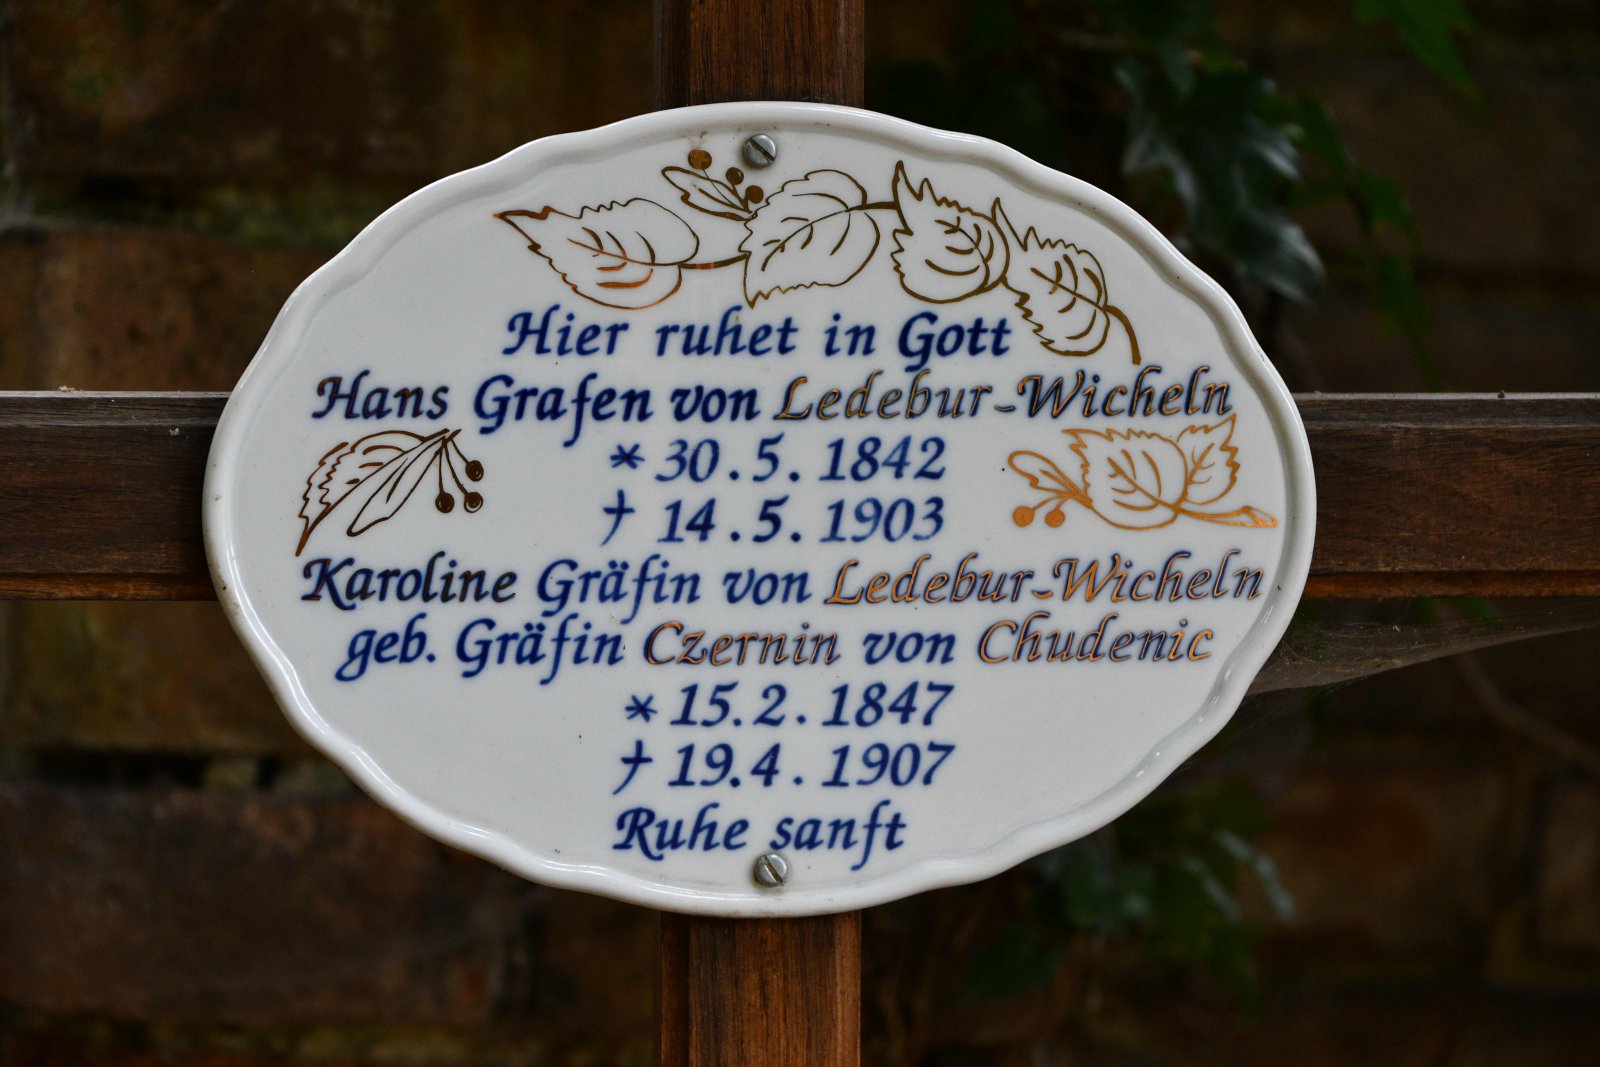 Hier ruhet in Gott
Hans Grafen von Ledebur-Wicheln
* 30.5.1842
† 14.5.1903
Karoline Gräfin von Ledebur-Wicheln
geb. Gräfin Czernin von Chudenic
* 15.2.1847
† 19.4.1907
Ruhe sanft